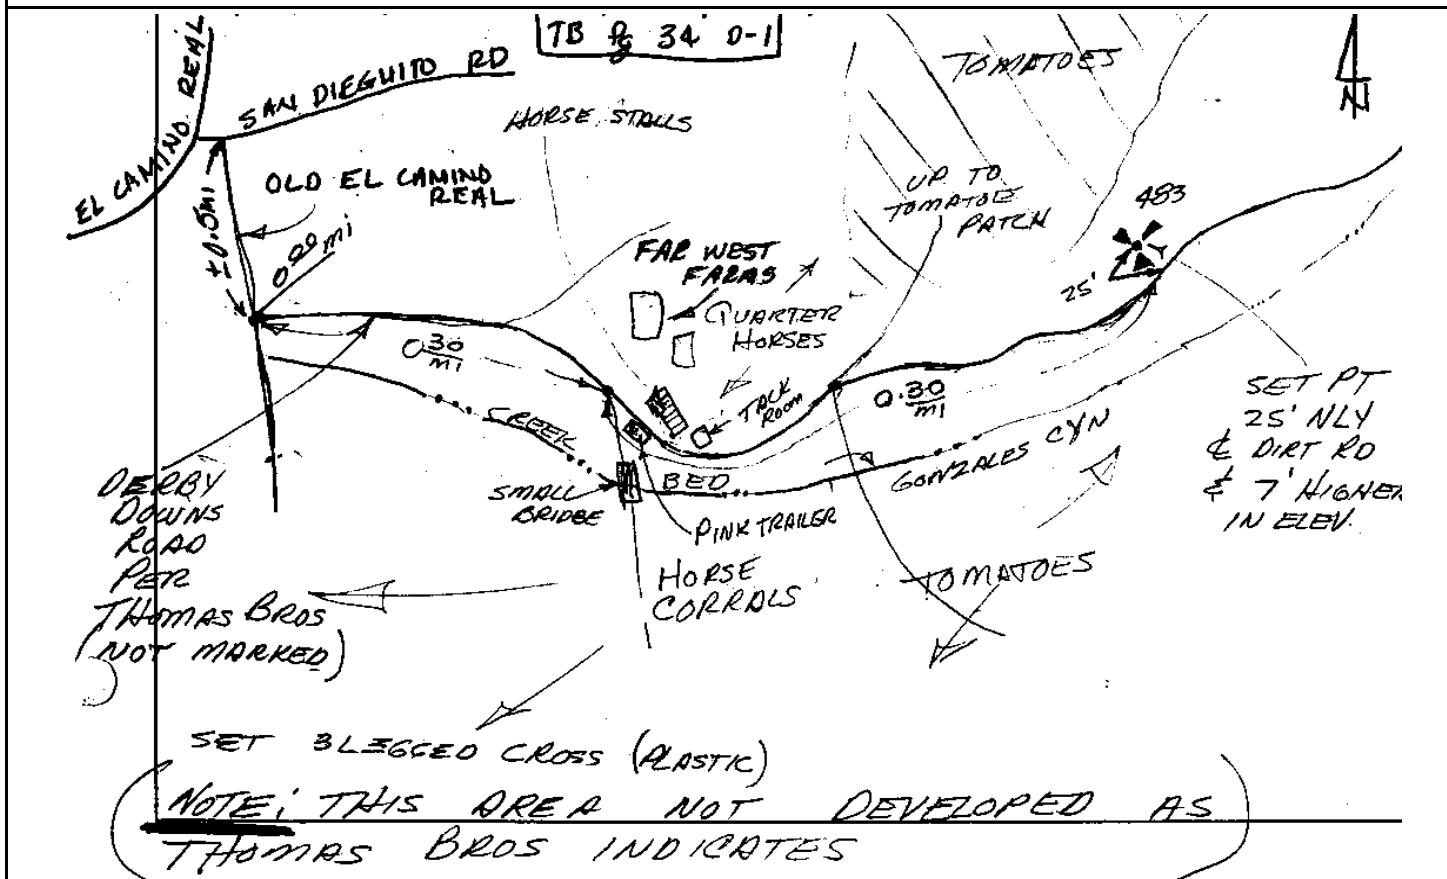 TB Pg 34 D-1
TOMATOES
N
EL CAMINO REAL
SAN DIEGUITO RD
HORSE STALLS
OLD EL CAMINO
REAL
±0.5mi
0.00 mi
UP TO
TOMATOE
PATCH
483
25'
FAR WEST
FARMS
QUARTER
HORSES
0.30
mi
TACK
ROOM
0.30
mi
CREEK
BED
GONZALES CYN
SMALL
BRIDGE
PINK TRAILER
SET PT
25' NLY
℄ DIRT RD
& 7' HIGHER
IN ELEV.
DERBY
DOWNS
ROAD
PER
THOMAS BROS
(NOT MARKED)
HORSE
CORRALS
TOMATOES
SET 3 LEGGED CROSS (PLASTIC)
NOTE; THIS AREA NOT DEVELOPED AS
THOMAS BROS INDICATES